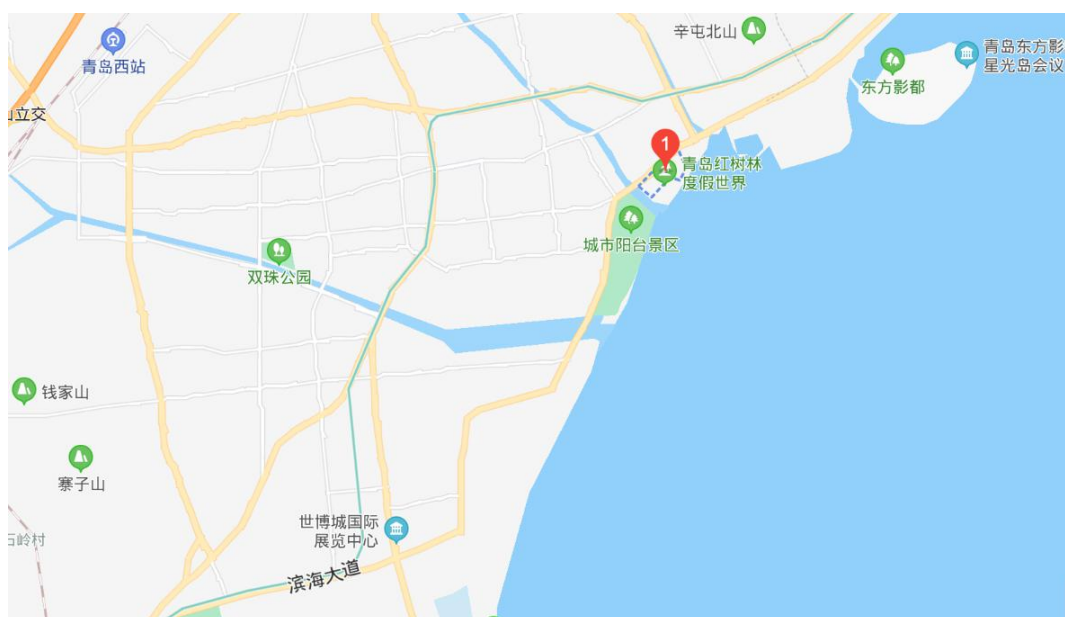 辛屯北山
青岛东方影
星光岛会议
青岛西站
东方影都
山立交
1
青岛红树林
度假世界
城市阳台景区
双珠公园
钱家山
寨子山
世博城国际
展览中心
石岭村
滨海大道